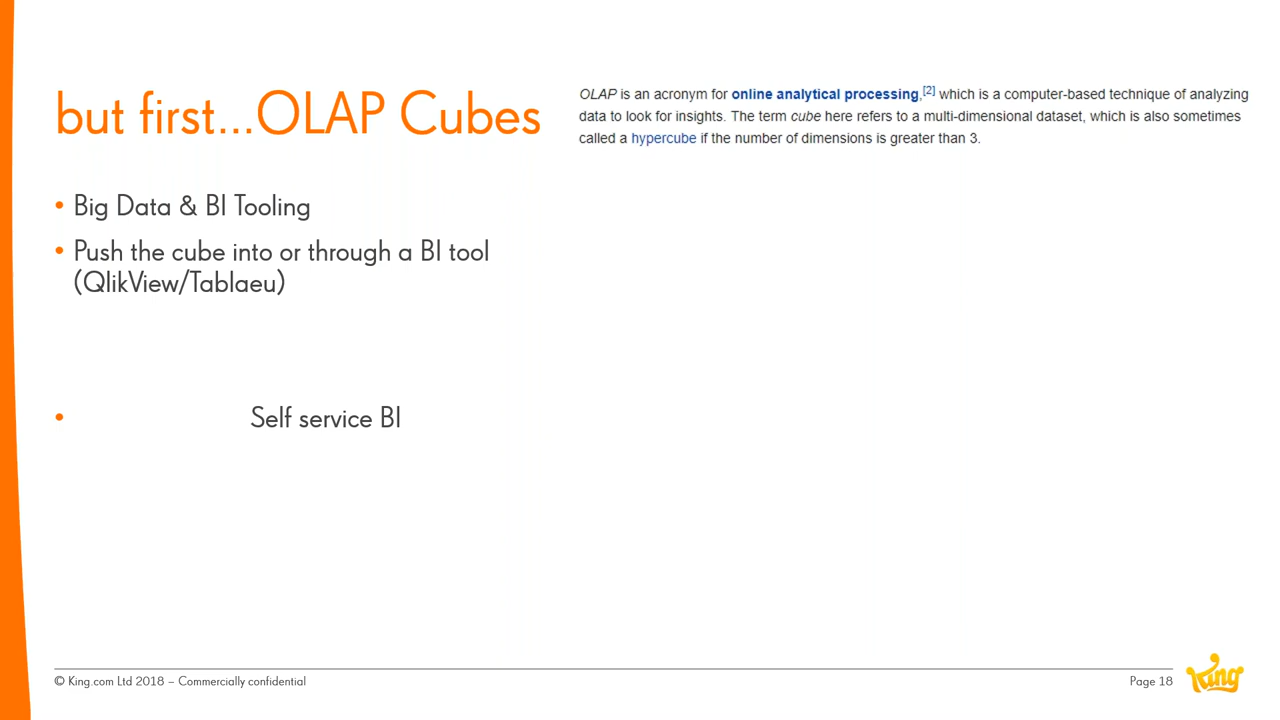 but first...OLAP Cubes
• Big Data & BI Tooling
• Push the cube into or through a BI tool
(QlikView/Tablaeu)
• Self service BI
OLAP is an acronym for online analytical processing,[2] which is a computer-based technique of analyzing
data to look for insights. The term cube here refers to a multi-dimensional dataset, which is also sometimes
called a hypercube if the number of dimensions is greater than 3.
© King.com Ltd 2018 – Commercially confidential
Page 18
King